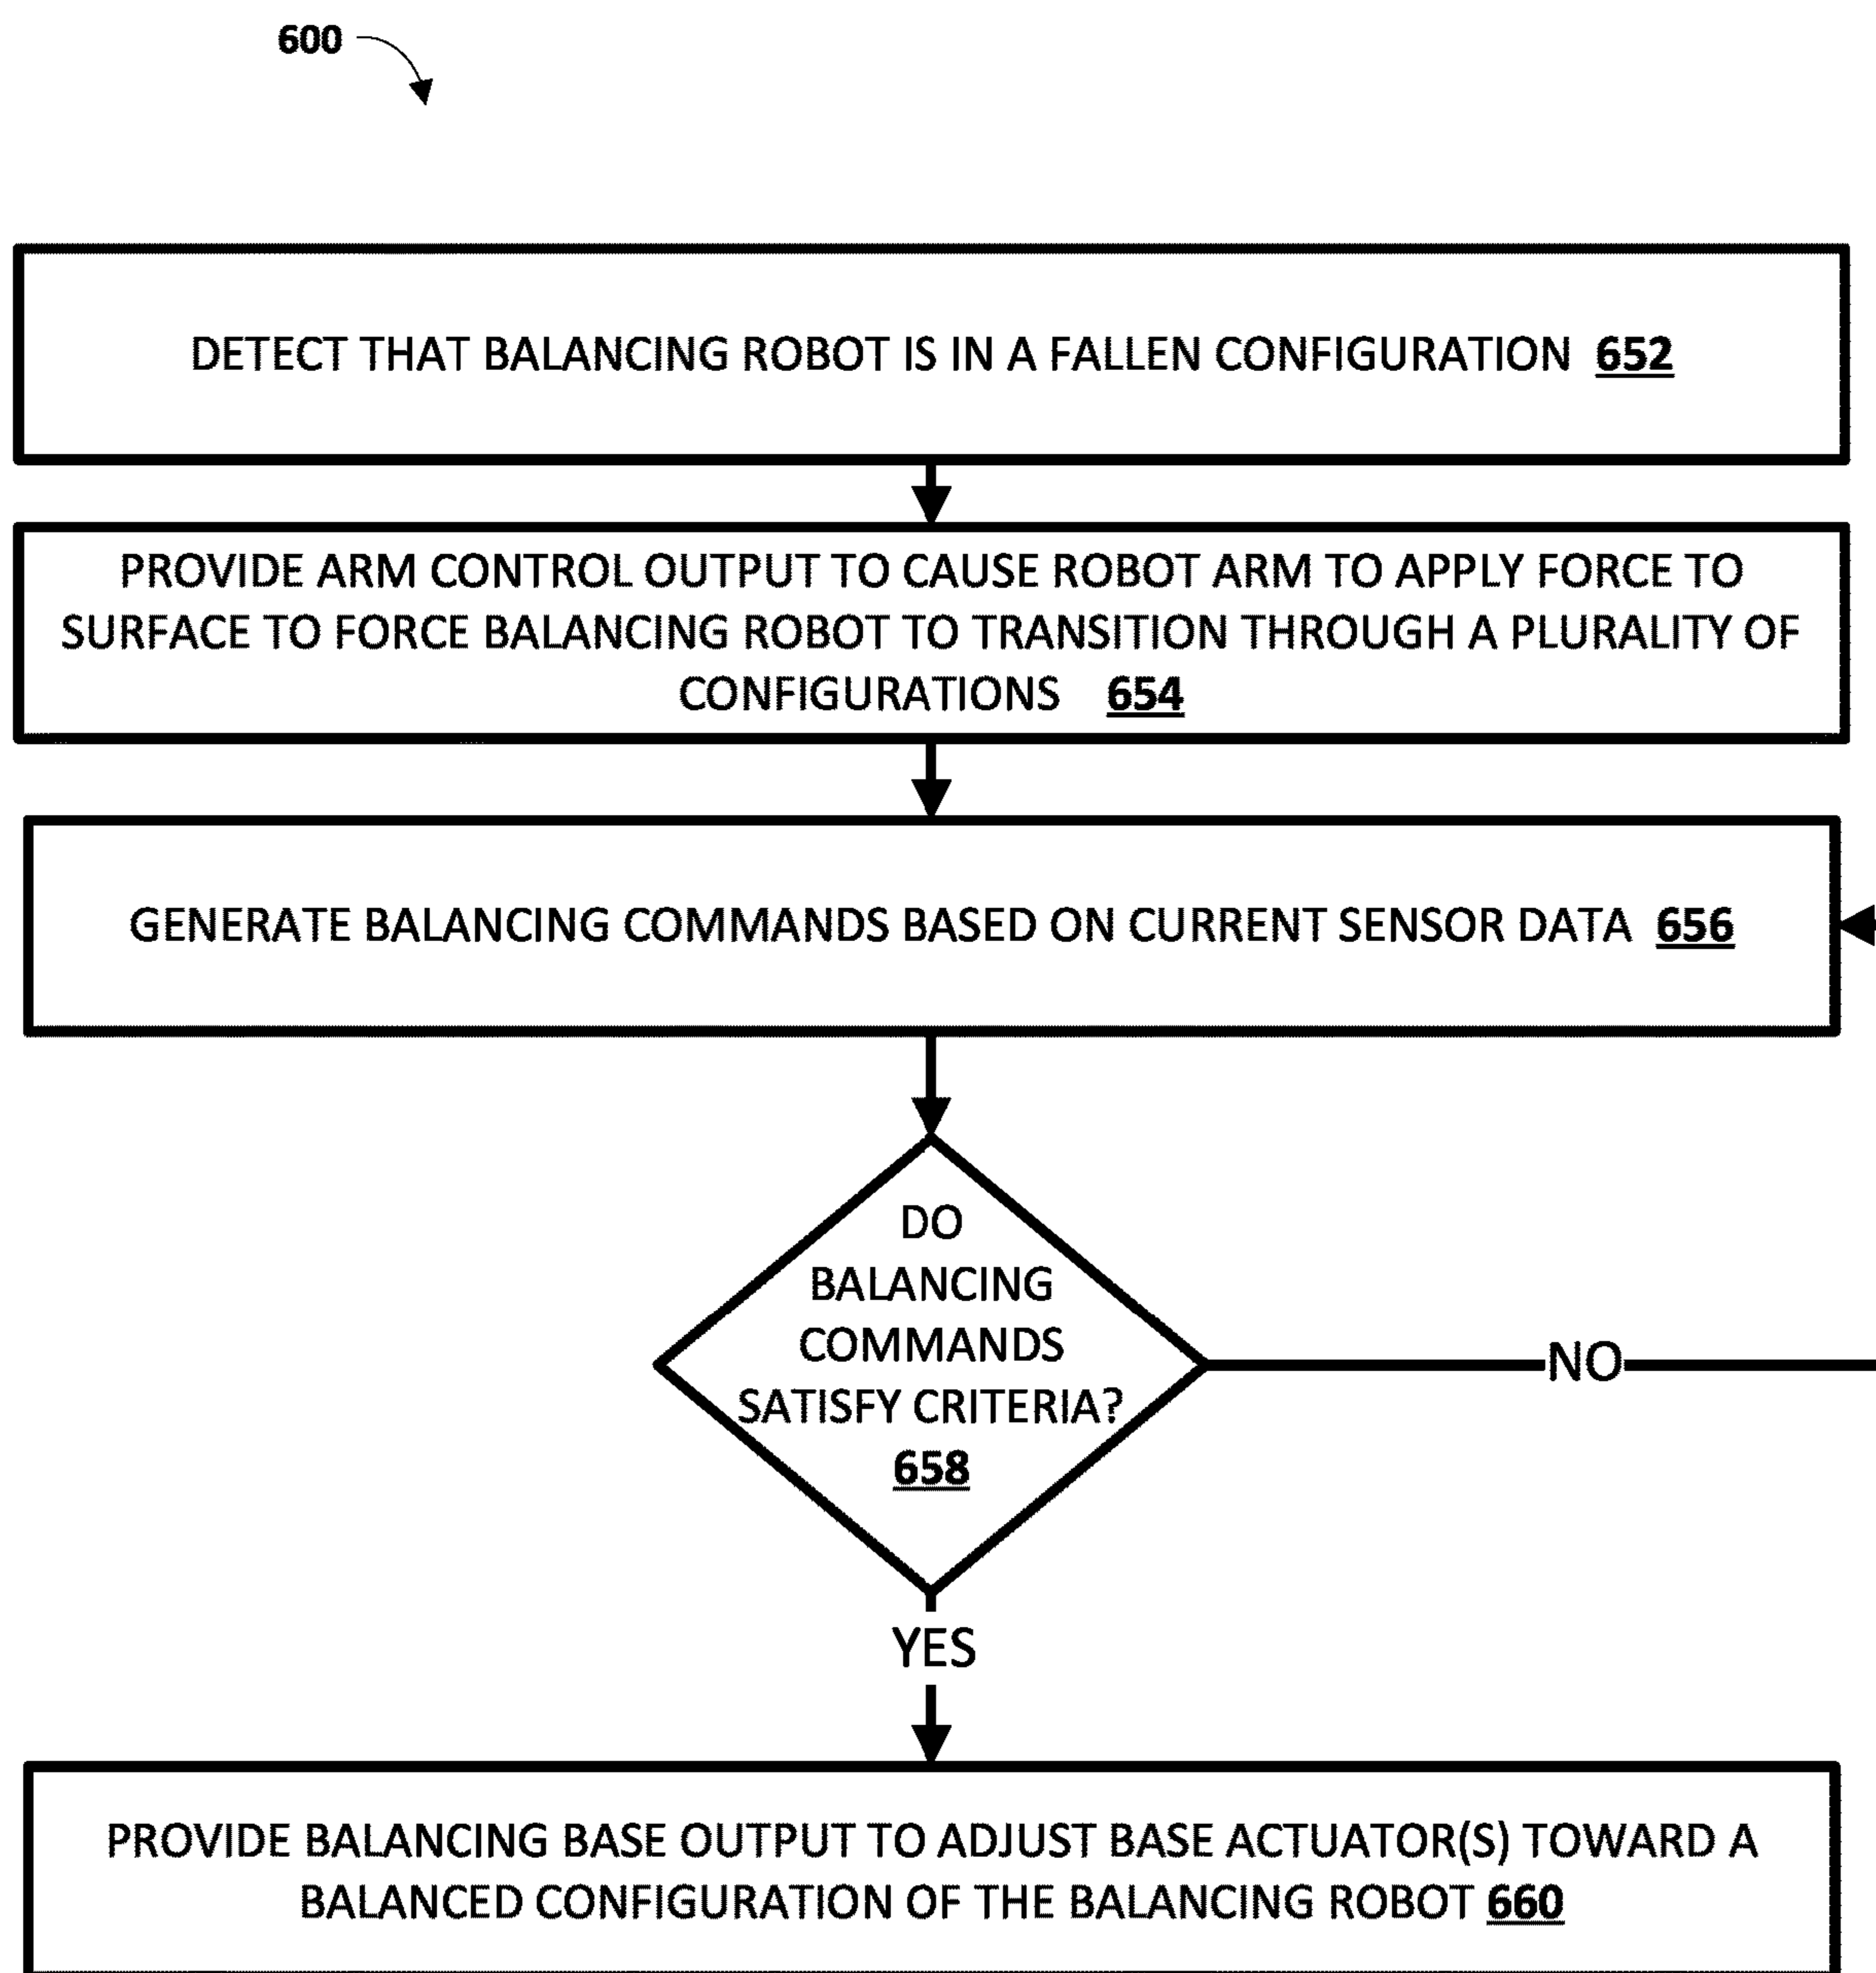 600
DETECT THAT BALANCING ROBOT IS IN A FALLEN CONFIGURATION 652
PROVIDE ARM CONTROL OUTPUT TO CAUSE ROBOT ARM TO APPLY FORCE TO
SURFACE TO FORCE BALANCING ROBOT TO TRANSITION THROUGH A PLURALITY OF
CONFIGURATIONS 654
GENERATE BALANCING COMMANDS BASED ON CURRENT SENSOR DATA 656
DO
BALANCING
COMMANDS
SATISFY CRITERIA?
658
NO
YES
PROVIDE BALANCING BASE OUTPUT TO ADJUST BASE ACTUATOR(S) TOWARD A
BALANCED CONFIGURATION OF THE BALANCING ROBOT 660